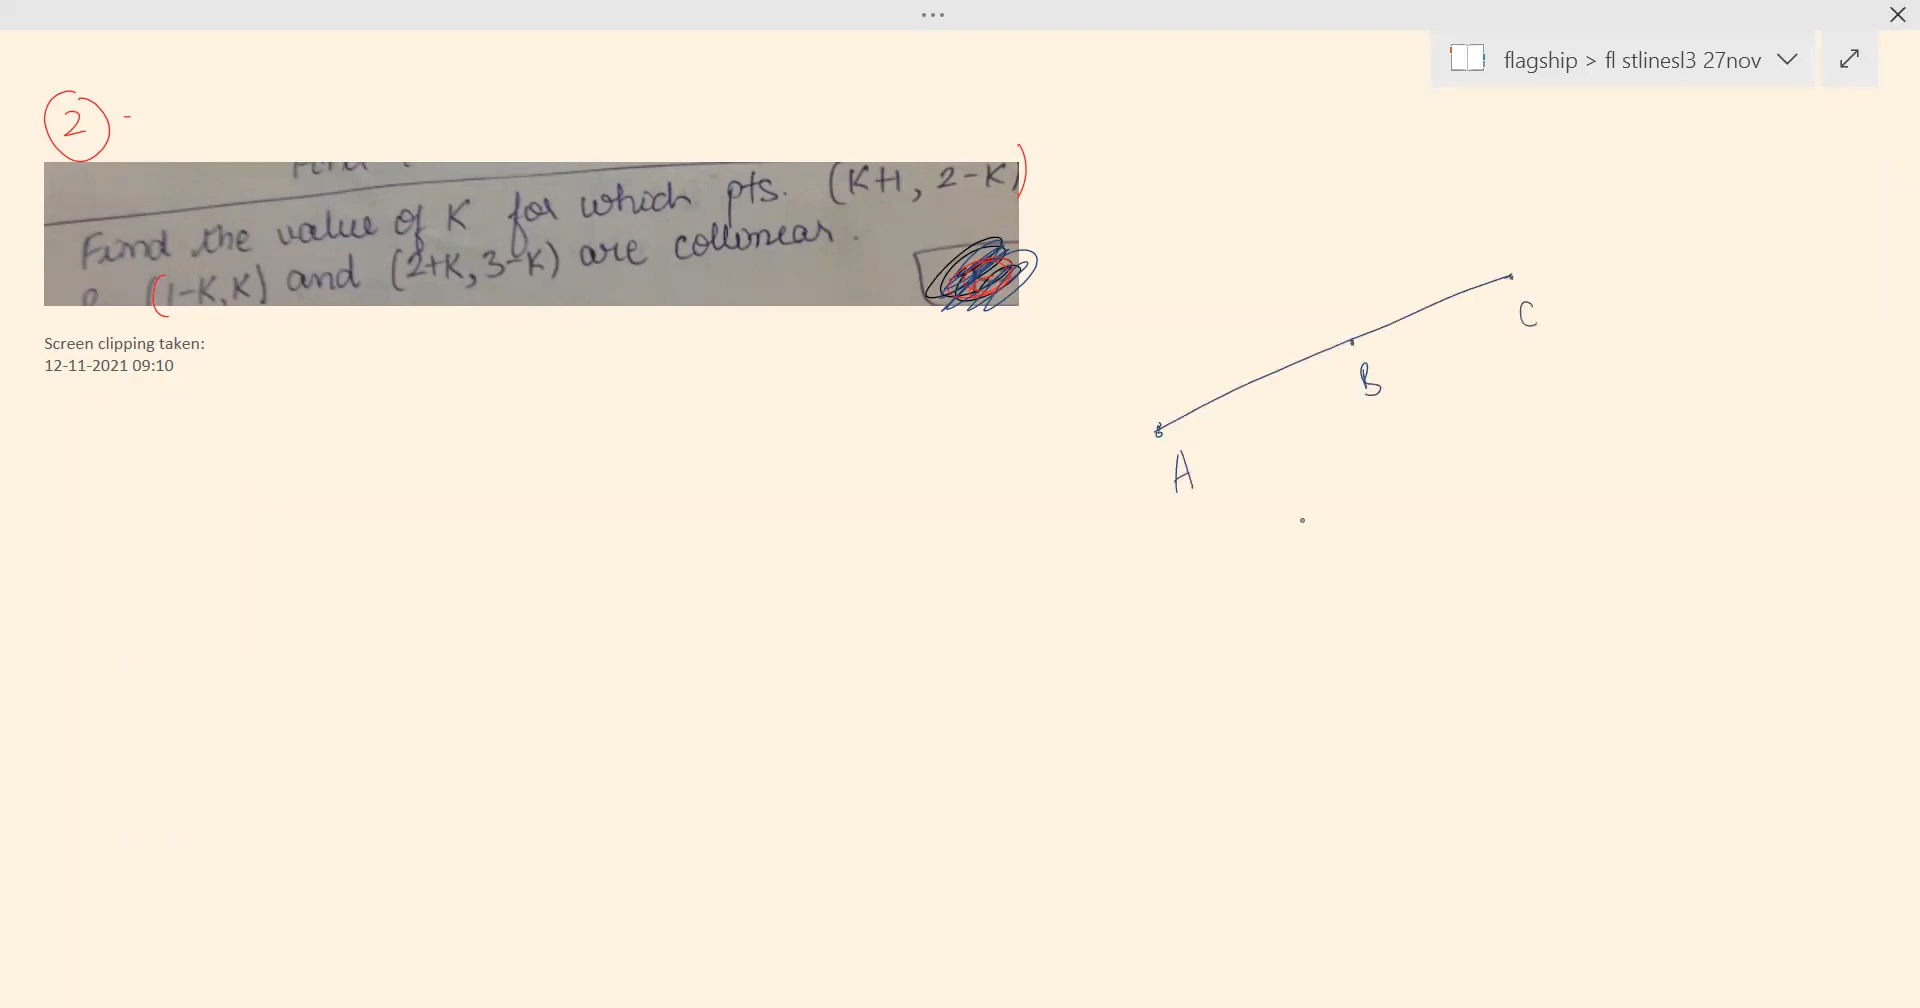 flagship > fl stlinesl3 27nov
2 -
Find the value of K for which pts. (K+1, 2-K)
(1-K, K) and (2+K, 3-K) are collinear.
Screen clipping taken:
12-11-2021 09:10
C
B
A